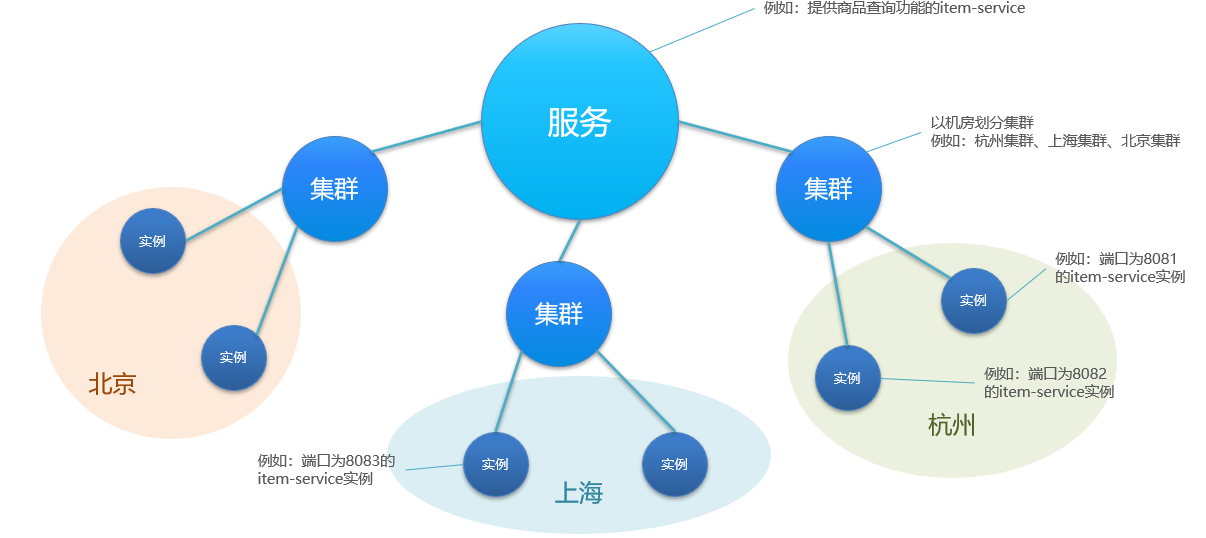 例如：提供商品查询功能的item-service
服务
以机房划分集群
例如：杭州集群、上海集群、北京集群
集群
集群
实例
例如：端口为8081
的item-service实例
实例
集群
实例
实例
例如：端口为8082
的item-service实例
北京
杭州
例如：端口为8083的
item-service实例
实例
实例
上海